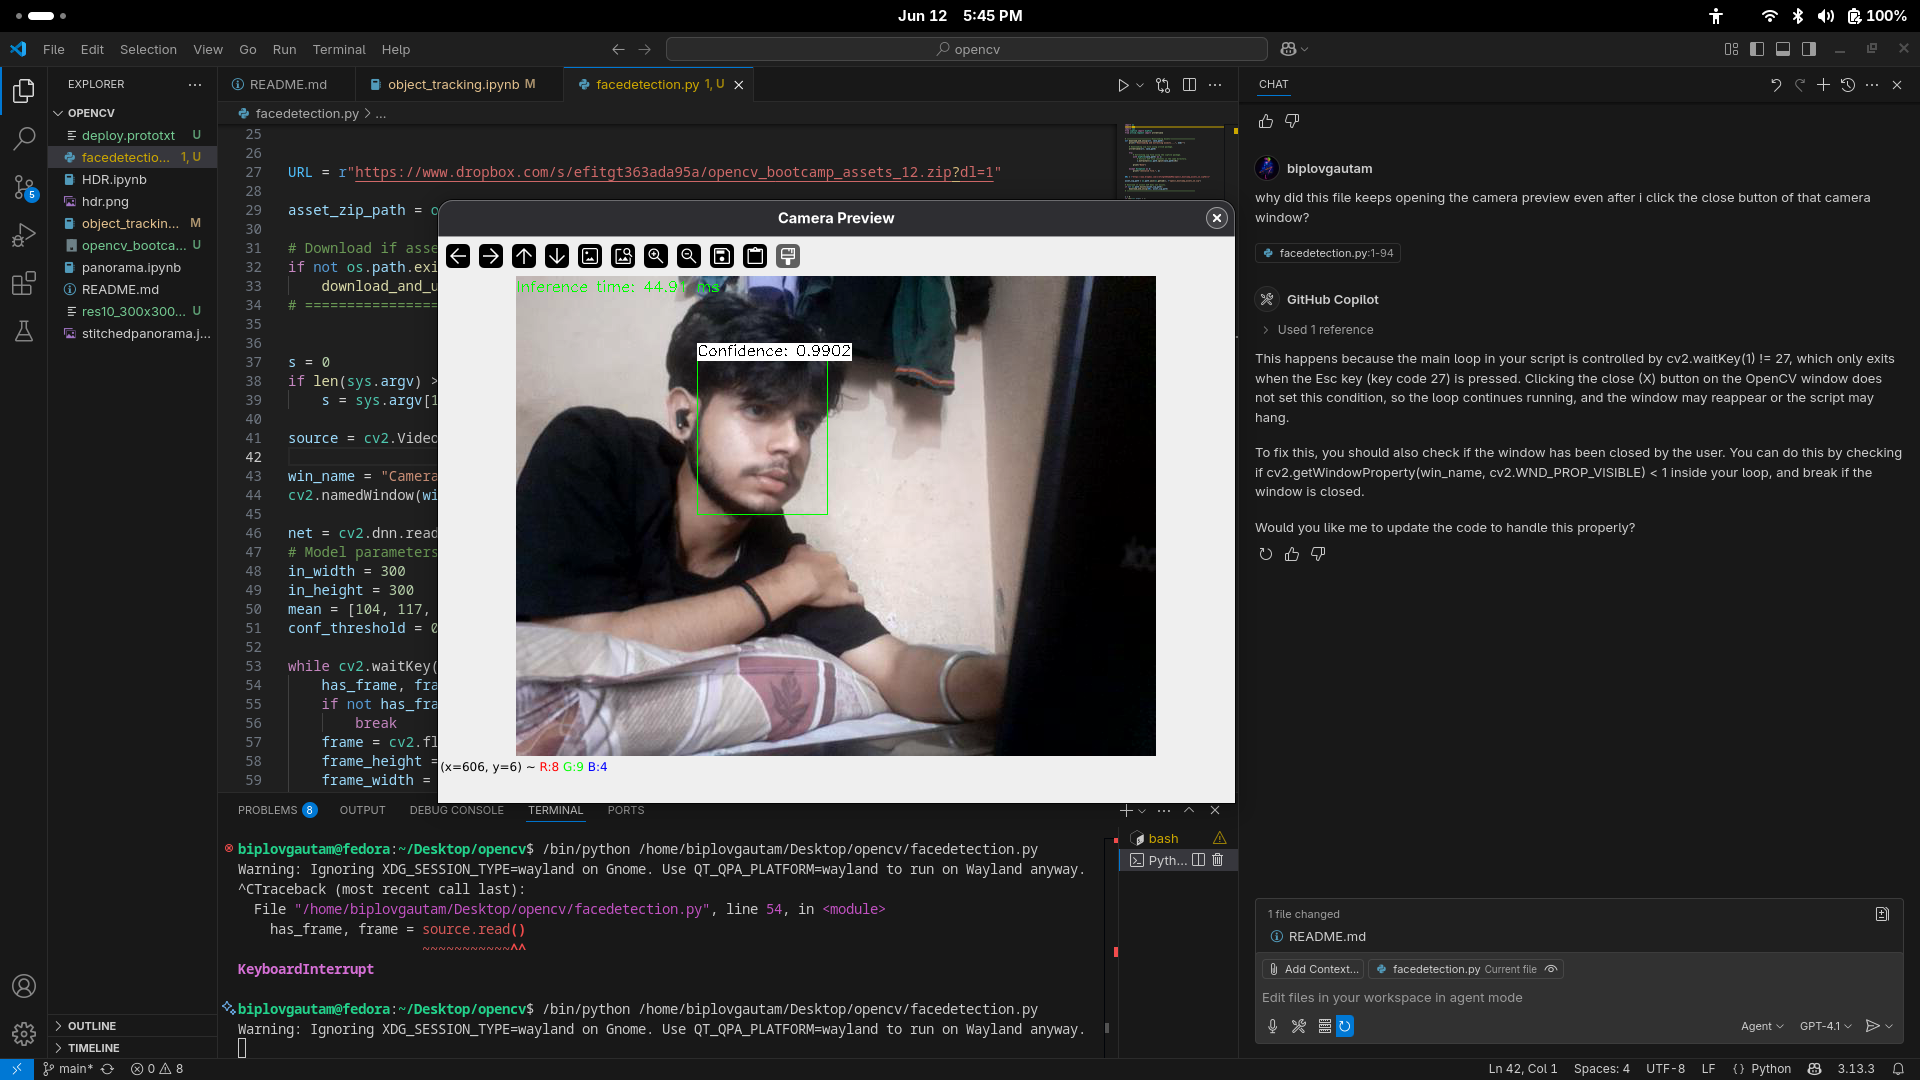 Jun 12 5:45 PM
100%
File Edit Selection View Go Run Terminal Help
opencv
EXPLORER
OPENCV
deploy.prototxt U
facedetectio... 1, U
HDR.ipynb
hdr.png
object_trackin... M
opencv_bootca... U
panorama.ipynb
README.md
res10_300x300... U
stitchedpanorama.j...
OUTLINE
TIMELINE
5
README.md
object_tracking.ipynb M
facedetection.py 1, U
facedetection.py > ...
25
26
27 URL = r"https://www.dropbox.com/s/efitgt363ada95a/opencv_bootcamp_assets_12.zip?dl=1"
28
29 asset_zip_path = o
30
31 # Download if asse
32 if not os.path.exi
33 download_and_u
34 # =================
35
36
37 s = 0
38 if len(sys.argv) >
39 s = sys.argv[1
40
41 source = cv2.Video
42
43 win_name = "Camera
44 cv2.namedWindow(wi
45
46 net = cv2.dnn.read
47 # Model parameters
48 in_width = 300
49 in_height = 300
50 mean = [104, 117,
51 conf_threshold = 0
52
53 while cv2.waitKey(
54 has_frame, fra
55 if not has_fra
56 break
57 frame = cv2.fl
58 frame_height =
59 frame_width =
Camera Preview
Inference time: 44.9 ms
Confidence: 0.9902
(x=606, y=6) ~ R:8 G:9 B:4
PROBLEMS 8 OUTPUT DEBUG CONSOLE TERMINAL PORTS
biplovgautam@fedora:~/Desktop/opencv$ /bin/python /home/biplovgautam/Desktop/opencv/facedetection.py
Warning: Ignoring XDG_SESSION_TYPE=wayland on Gnome. Use QT_QPA_PLATFORM=wayland to run on Wayland anyway.
^CTraceback (most recent call last):
File "/home/biplovgautam/Desktop/opencv/facedetection.py", line 54, in <module>
has_frame, frame = source.read()
~~~~~~~~~~~^^
KeyboardInterrupt
biplovgautam@fedora:~/Desktop/opencv$ /bin/python /home/biplovgautam/Desktop/opencv/facedetection.py
Warning: Ignoring XDG_SESSION_TYPE=wayland on Gnome. Use QT_QPA_PLATFORM=wayland to run on Wayland anyway.
bash
Pyth...
CHAT
biplovgautam
why did this file keeps opening the camera preview even after i click the close button of that camera
window?
facedetection.py:1-94
GitHub Copilot
Used 1 reference
This happens because the main loop in your script is controlled by cv2.waitKey(1) != 27, which only exits
when the Esc key (key code 27) is pressed. Clicking the close (X) button on the OpenCV window does
not set this condition, so the loop continues running, and the window may reappear or the script may
hang.
To fix this, you should also check if the window has been closed by the user. You can do this by checking
if cv2.getWindowProperty(win_name, cv2.WND_PROP_VISIBLE) < 1 inside your loop, and break if the
window is closed.
Would you like me to update the code to handle this properly?
1 file changed
README.md
Add Context... facedetection.py Current file
Edit files in your workspace in agent mode
Agent GPT-4.1
main* 0 8
Ln 42, Col 1 Spaces: 4 UTF-8 LF {} Python 3.13.3